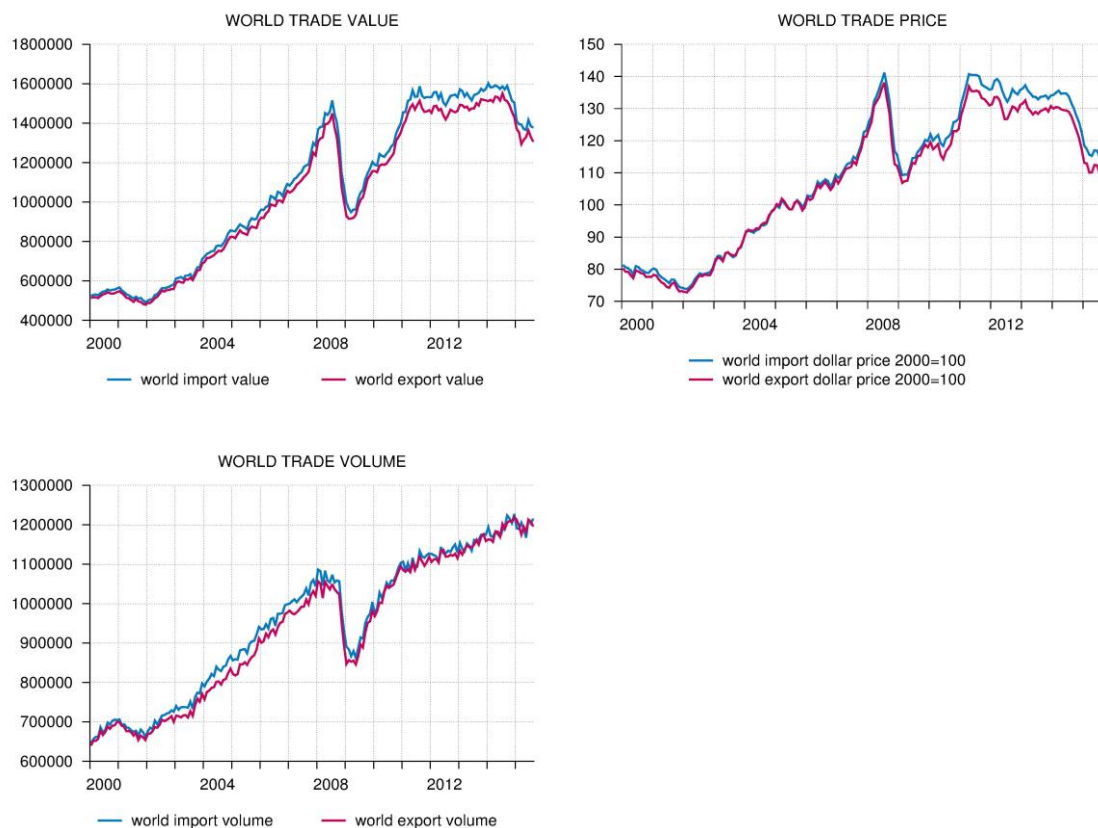 WORLD TRADE VALUE
1800000
1600000
1400000
1200000
1000000
800000
600000
400000
2000 2004 2008 2012
world import value world export value
WORLD TRADE PRICE
150
140
130
120
110
100
90
80
70
2000 2004 2008 2012
world import dollar price 2000=100
world export dollar price 2000=100
WORLD TRADE VOLUME
1300000
1200000
1100000
1000000
900000
800000
700000
600000
2000 2004 2008 2012
world import volume world export volume